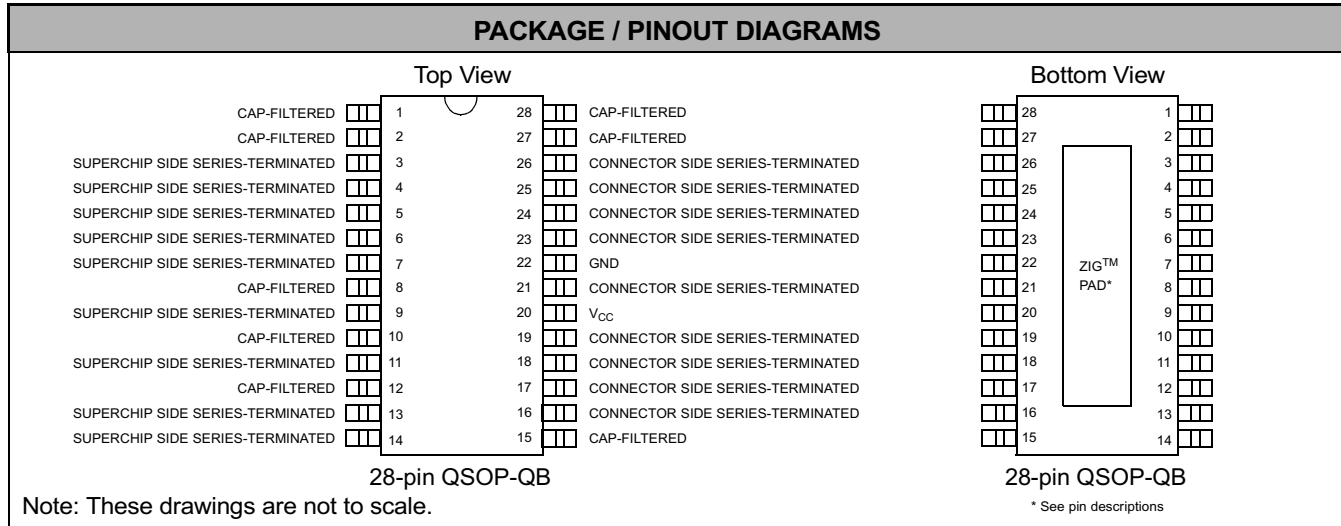 PACKAGE / PINOUT DIAGRAMS
Top View
CAP-FILTERED 1 28 CAP-FILTERED
CAP-FILTERED 2 27 CAP-FILTERED
SUPERCHIP SIDE SERIES-TERMINATED 3 26 CONNECTOR SIDE SERIES-TERMINATED
SUPERCHIP SIDE SERIES-TERMINATED 4 25 CONNECTOR SIDE SERIES-TERMINATED
SUPERCHIP SIDE SERIES-TERMINATED 5 24 CONNECTOR SIDE SERIES-TERMINATED
SUPERCHIP SIDE SERIES-TERMINATED 6 23 CONNECTOR SIDE SERIES-TERMINATED
SUPERCHIP SIDE SERIES-TERMINATED 7 22 GND
CAP-FILTERED 8 21 CONNECTOR SIDE SERIES-TERMINATED
SUPERCHIP SIDE SERIES-TERMINATED 9 20 VCC
CAP-FILTERED 10 19 CONNECTOR SIDE SERIES-TERMINATED
SUPERCHIP SIDE SERIES-TERMINATED 11 18 CONNECTOR SIDE SERIES-TERMINATED
CAP-FILTERED 12 17 CONNECTOR SIDE SERIES-TERMINATED
SUPERCHIP SIDE SERIES-TERMINATED 13 16 CONNECTOR SIDE SERIES-TERMINATED
SUPERCHIP SIDE SERIES-TERMINATED 14 15 CAP-FILTERED
28-pin QSOP-QB
Bottom View
28 1
27 2
26 3
25 4
24 5
23 6
22 ZIG™ 7
21 PAD* 8
20 9
19 10
18 11
17 12
16 13
15 14
28-pin QSOP-QB
* See pin descriptions
Note: These drawings are not to scale.